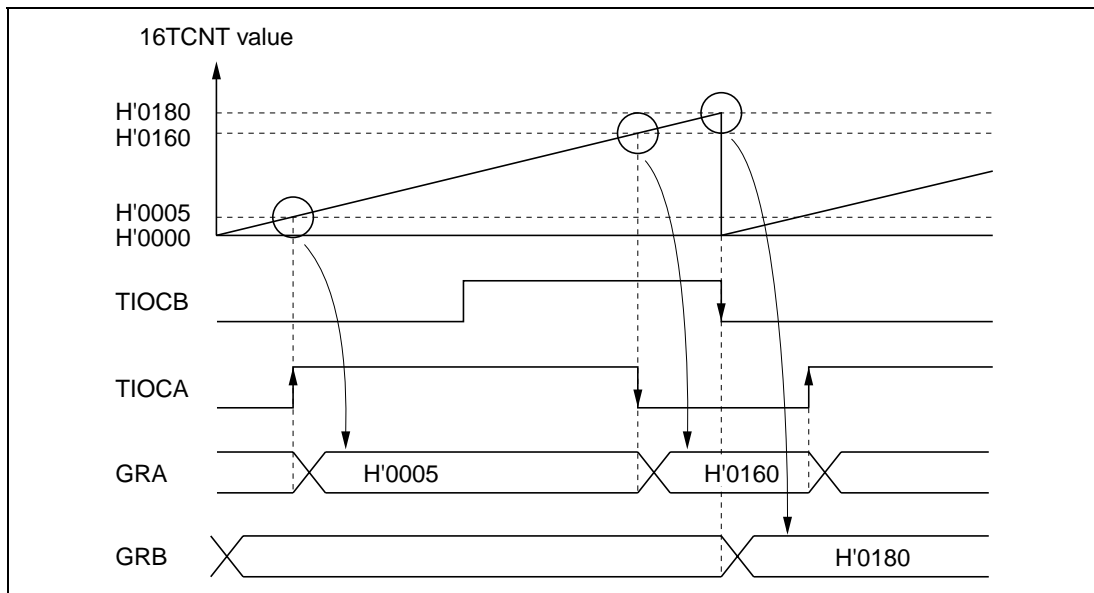 16TCNT value
H'0180
H'0160
H'0005
H'0000
TIOCB
TIOCA
GRA
H'0005
H'0160
GRB
H'0180